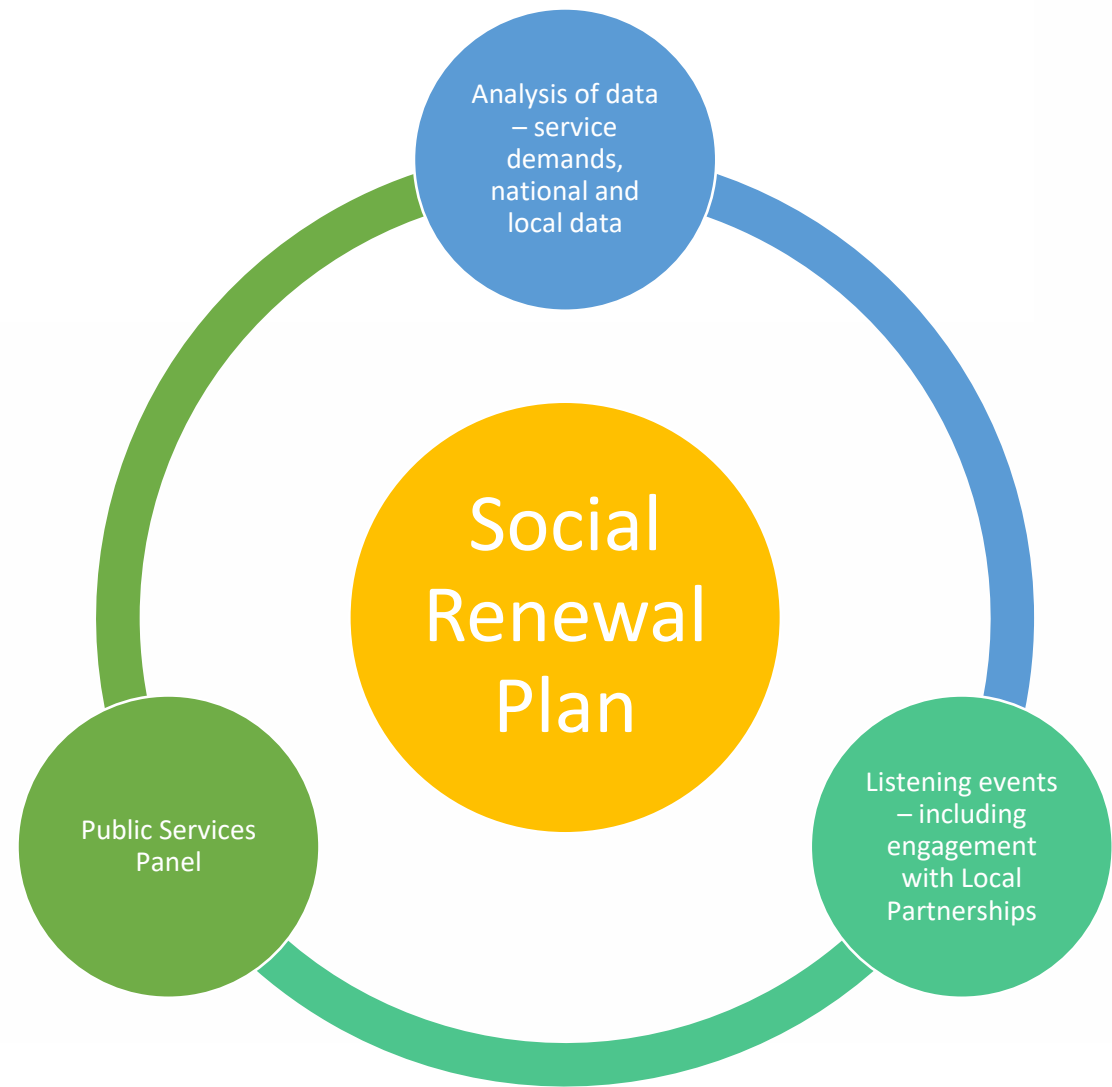 Analysis of data
– service
demands,
national and
local data
Social
Renewal
Plan
Listening events
– including
engagement
with Local
Partnerships
Public Services
Panel